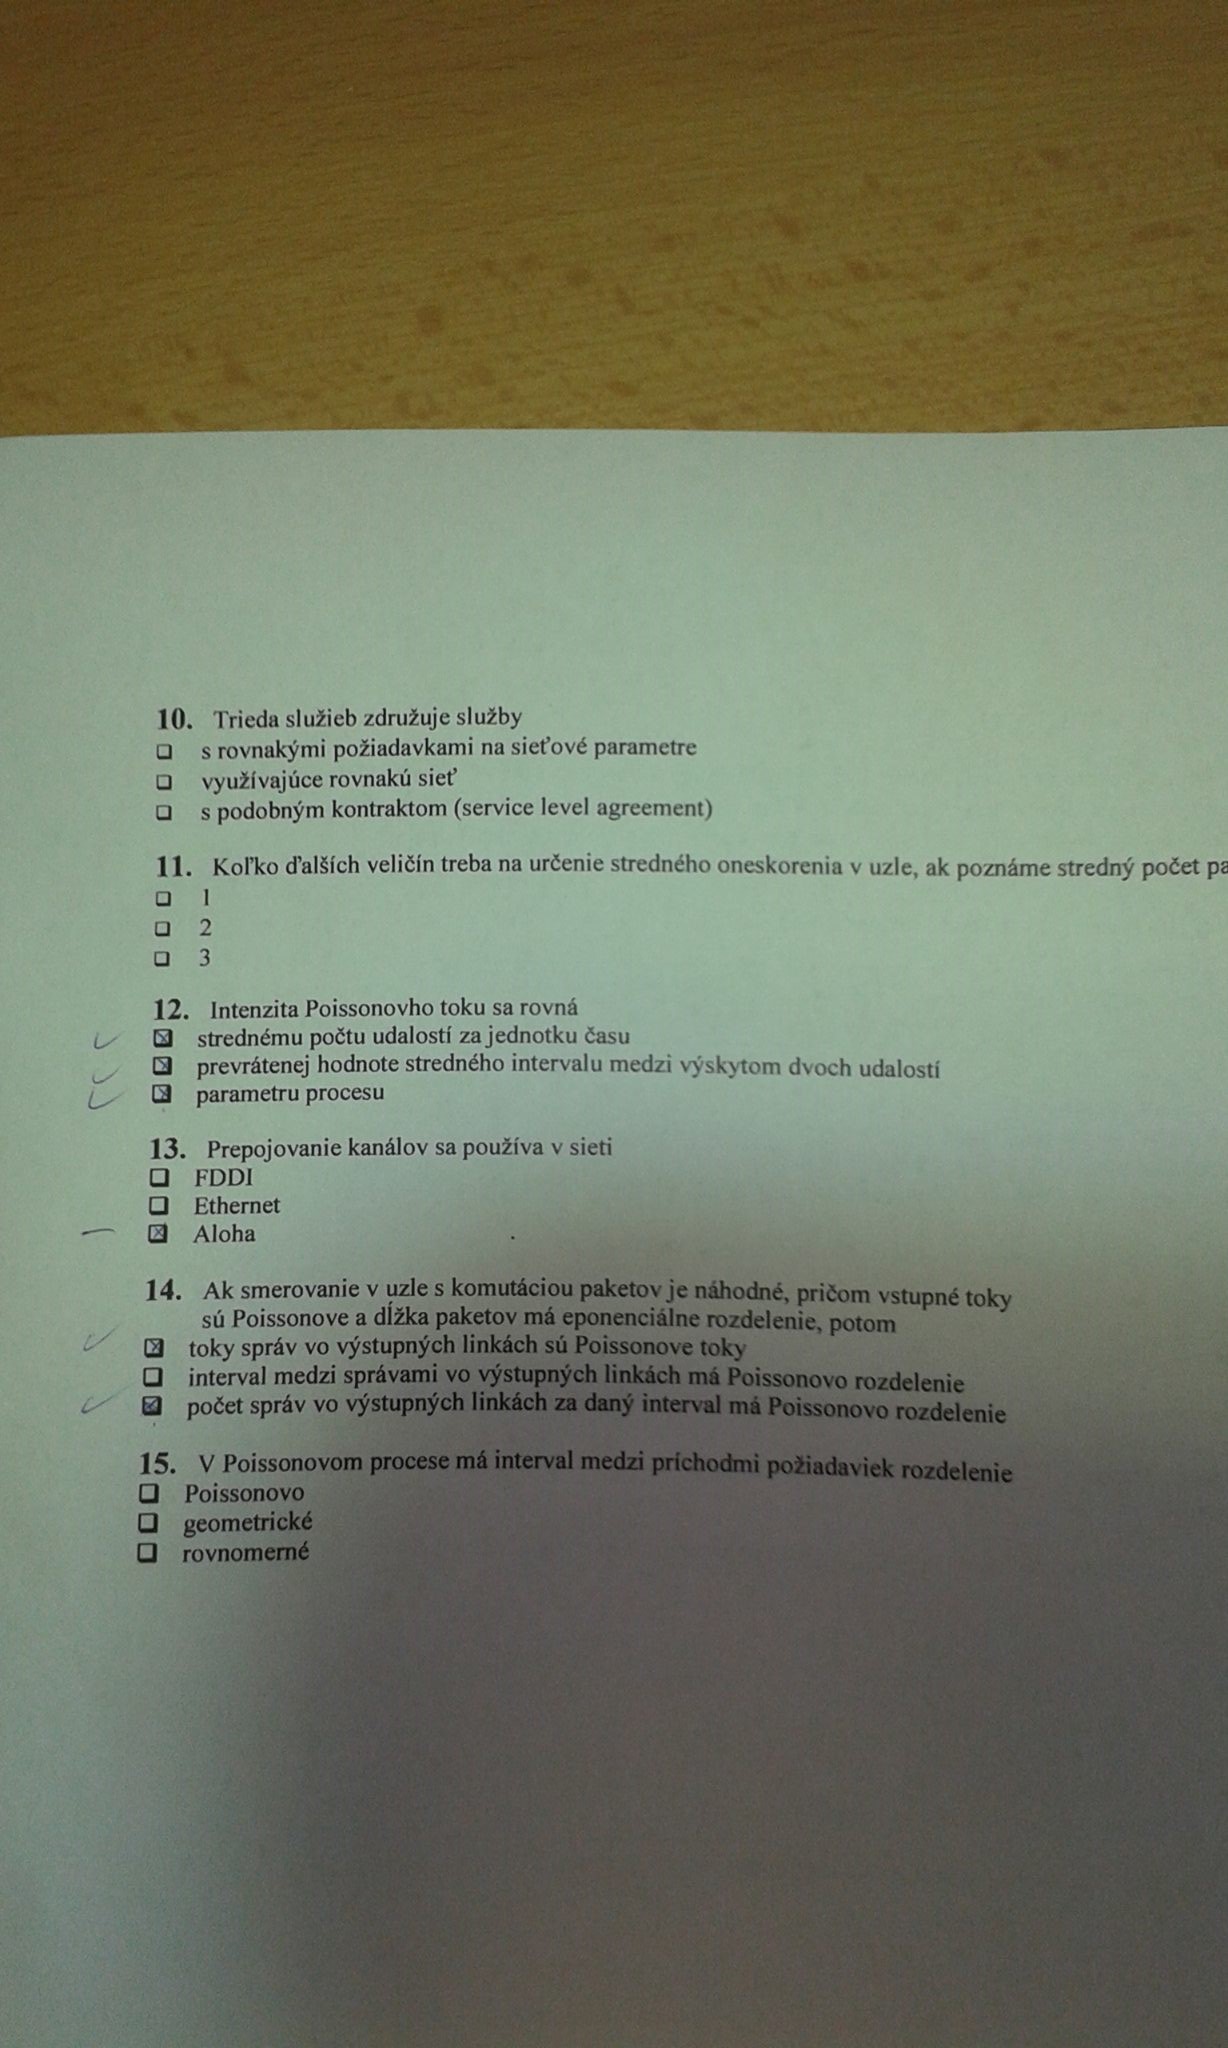 10. Trieda služieb združuje služby
❑ s rovnakými požiadavkami na sieťové parametre
❑ využívajúce rovnakú sieť
❑ s podobným kontraktom (service level agreement)
11. Koľko ďalších veličín treba na určenie stredného oneskorenia v uzle, ak poznáme stredný počet
❑ 1
❑ 2
❑ 3
12. Intenzita Poissonovho toku sa rovná
☒ strednému počtu udalostí za jednotku času
☒ prevrátenej hodnote stredného intervalu medzi výskytom dvoch udalostí
☒ parametru procesu
13. Prepojovanie kanálov sa používa v sieti
❑ FDDI
❑ Ethernet
☒ Aloha
14. Ak smerovanie v uzle s komutáciou paketov je náhodné, pričom vstupné toky
sú Poissonove a dĺžka paketov má eponenciálne rozdelenie, potom
☒ toky správ vo výstupných linkách sú Poissonove toky
❑ interval medzi správami vo výstupných linkách má Poissonovo rozdelenie
☒ počet správ vo výstupných linkách za daný interval má Poissonovo rozdelenie
15. V Poissonovom procese má interval medzi príchodmi požiadaviek rozdelenie
❑ Poissonovo
❑ geometrické
❑ rovnomerné